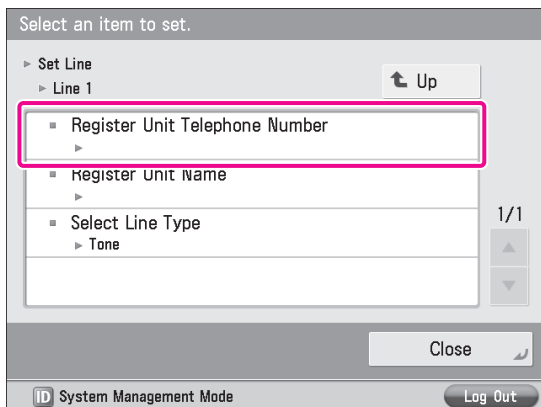 Select an item to set.
Set Line
Line 1
Up
Register Unit Telephone Number
Register Unit Name
Select Line Type
Tone
1/1
Close
ID System Management Mode
Log Out